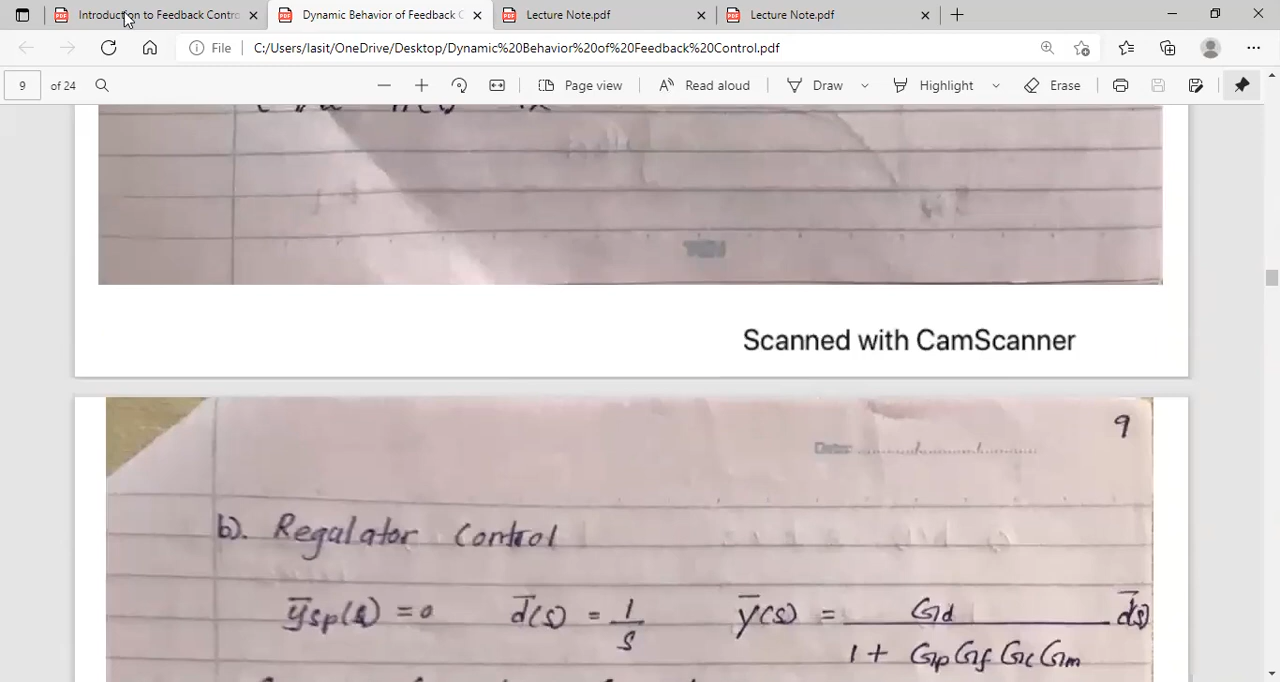 Introduction to Feedback Contro
Dynamic Behavior of Feedback C
Lecture Note.pdf
Lecture Note.pdf
File
C:/Users/lasit/OneDrive/Desktop/Dynamic%20Behavior%20of%20Feedback%20Control.pdf
9 of 24
Page view
Read aloud
Draw
Highlight
Erase
Scanned with CamScanner
9
Date:
b). Regulator Control
ȳsp(s) = 0 d̄(s) = 1/s ȳ(s) = Gd / 1 + Gp Gf Gc Gm d̄(s)